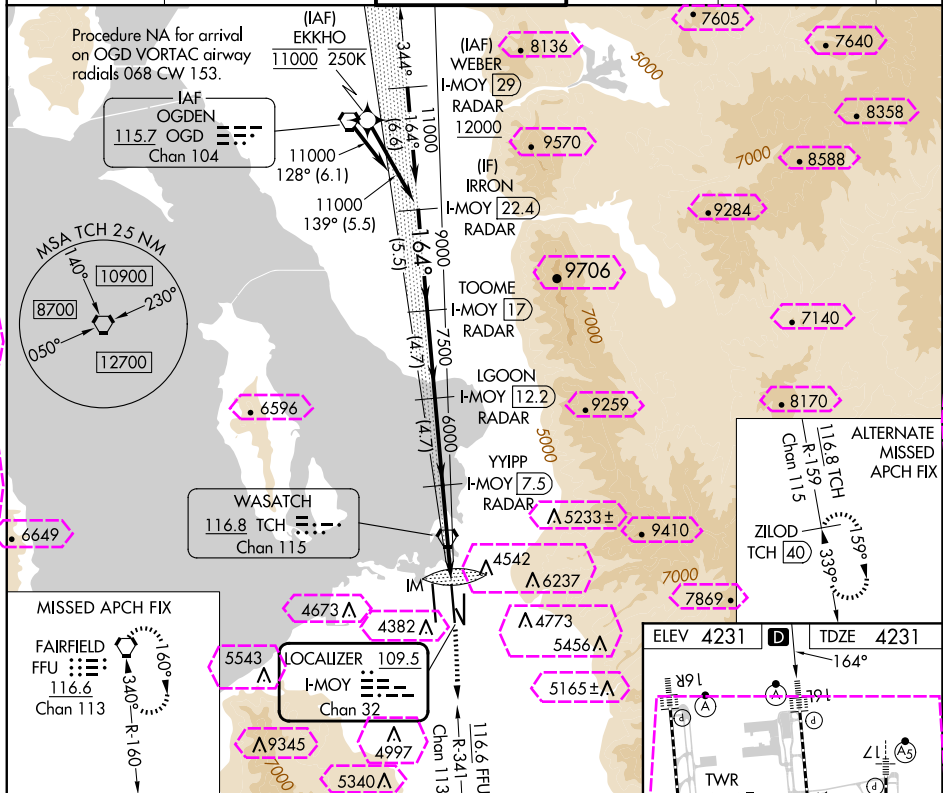 Procedure NA for arrival
on OGD VORTAC airway
radials 068 CW 153.
(IAF)
EKKHO
11000 250K
IAF
OGDEN
115.7 OGD
Chan 104
11000
128° (6.1)
11000
139° (5.5)
344°
11000
164°
(6.6)
(IAF)
WEBER
I-MOY 29
RADAR
12000
(IF)
IRRON
I-MOY 22.4
RADAR
9000
164°
(5.5)
TOOME
I-MOY 17
RADAR
7500
(4.7)
LGOON
I-MOY 12.2
RADAR
6000
(4.7)
YYIPP
I-MOY 7.5
RADAR
8136
7605
7640
5000
8358
9570
7000
8588
9284
9706
7000
7140
9259
8170
5000
MSA TCH 25 NM
140°
10900
8700
230°
050°
12700
6596
6649
WASATCH
116.8 TCH
Chan 115
5233±
9410
4542
6237
7000
7869
IM
4673
4382
4773
5456
5543
5165±
LOCALIZER 109.5
I-MOY
Chan 32
9345
7000
4997
5340
116.6 FFU
R-341
Chan 113
MISSED APCH FIX
FAIRFIELD
FFU
116.6
Chan 113
160°
340°
R-160
ALTERNATE
MISSED
APCH FIX
116.8 TCH
R-159
Chan 115
ZILOD
TCH 40
159°
339°
ELEV 4231
D
TDZE 4231
164°
16R
A
A
16L
P
P
17
A5
P
TWR